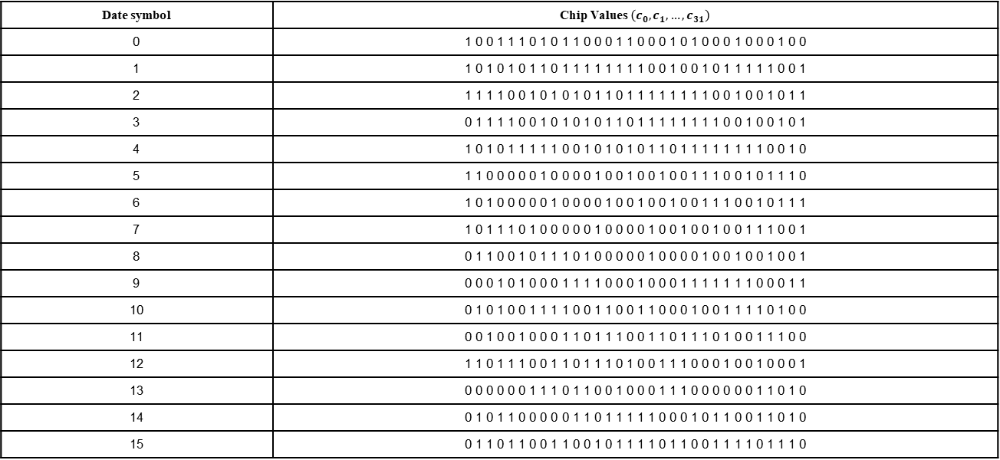 Date symbol Chip Values (c₀, c₁, ..., c₃₁)
0 1 0 0 1 1 1 0 1 0 1 1 0 0 0 1 1 0 0 0 1 0 1 0 0 0 1 0 0 0 1 0 0
1 1 0 1 0 1 0 1 1 0 1 1 1 1 1 1 1 1 0 0 1 0 0 1 0 1 1 1 1 1 0 0 1
2 1 1 1 1 0 0 1 0 1 0 1 0 1 1 0 1 1 1 1 1 1 1 1 0 0 1 0 0 1 0 1 1
3 0 1 1 1 1 0 0 1 0 1 0 1 0 1 1 0 1 1 1 1 1 1 1 1 0 0 1 0 0 1 0 1
4 1 0 1 0 1 1 1 1 1 0 0 1 0 1 0 1 0 1 1 0 1 1 1 1 1 1 1 1 0 0 1 0
5 1 1 0 0 0 0 0 1 0 0 0 0 1 0 0 1 0 0 1 0 0 1 1 1 0 0 1 0 1 1 1 0
6 1 0 1 0 0 0 0 0 1 0 0 0 0 1 0 0 1 0 0 1 0 0 1 1 1 0 0 1 0 1 1 1
7 1 0 1 1 1 0 1 0 0 0 0 0 1 0 0 0 0 1 0 0 1 0 0 1 0 0 1 1 1 0 0 1
8 0 1 1 0 0 1 0 1 1 1 0 1 0 0 0 0 0 1 0 0 0 0 1 0 0 1 0 0 1 0 0 1
9 0 0 0 1 0 1 0 0 0 1 1 1 1 0 0 0 1 0 0 0 1 1 1 1 1 1 1 0 0 0 1 1
10 0 1 0 1 0 0 1 1 1 1 0 0 1 1 0 0 1 1 0 0 0 1 0 0 1 1 1 1 0 1 0 0
11 0 0 1 0 0 1 0 0 0 1 1 0 1 1 1 0 0 1 1 0 1 1 1 0 1 0 0 1 1 1 0 0
12 1 1 0 1 1 1 0 0 1 1 0 1 1 1 0 1 0 0 1 1 1 0 0 0 1 0 0 1 0 0 0 1
13 0 0 0 0 0 0 1 1 1 0 1 1 0 0 1 0 0 0 1 1 1 0 0 0 0 0 0 1 1 0 1 0
14 0 1 0 1 1 0 0 0 0 0 1 1 0 1 1 1 1 1 0 0 0 1 0 1 1 0 0 1 1 0 1 0
15 0 1 1 0 1 1 0 0 1 1 0 0 1 0 1 1 1 1 0 1 1 0 0 1 1 1 1 0 1 1 1 0